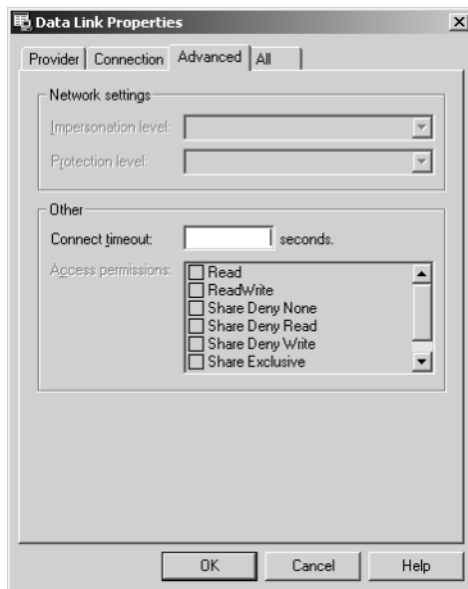 Data Link Properties
Provider Connection Advanced All
Network settings
Impersonation level:
Protection level:
Other
Connect timeout: seconds.
Access permissions:
Read
ReadWrite
Share Deny None
Share Deny Read
Share Deny Write
Share Exclusive
OK Cancel Help